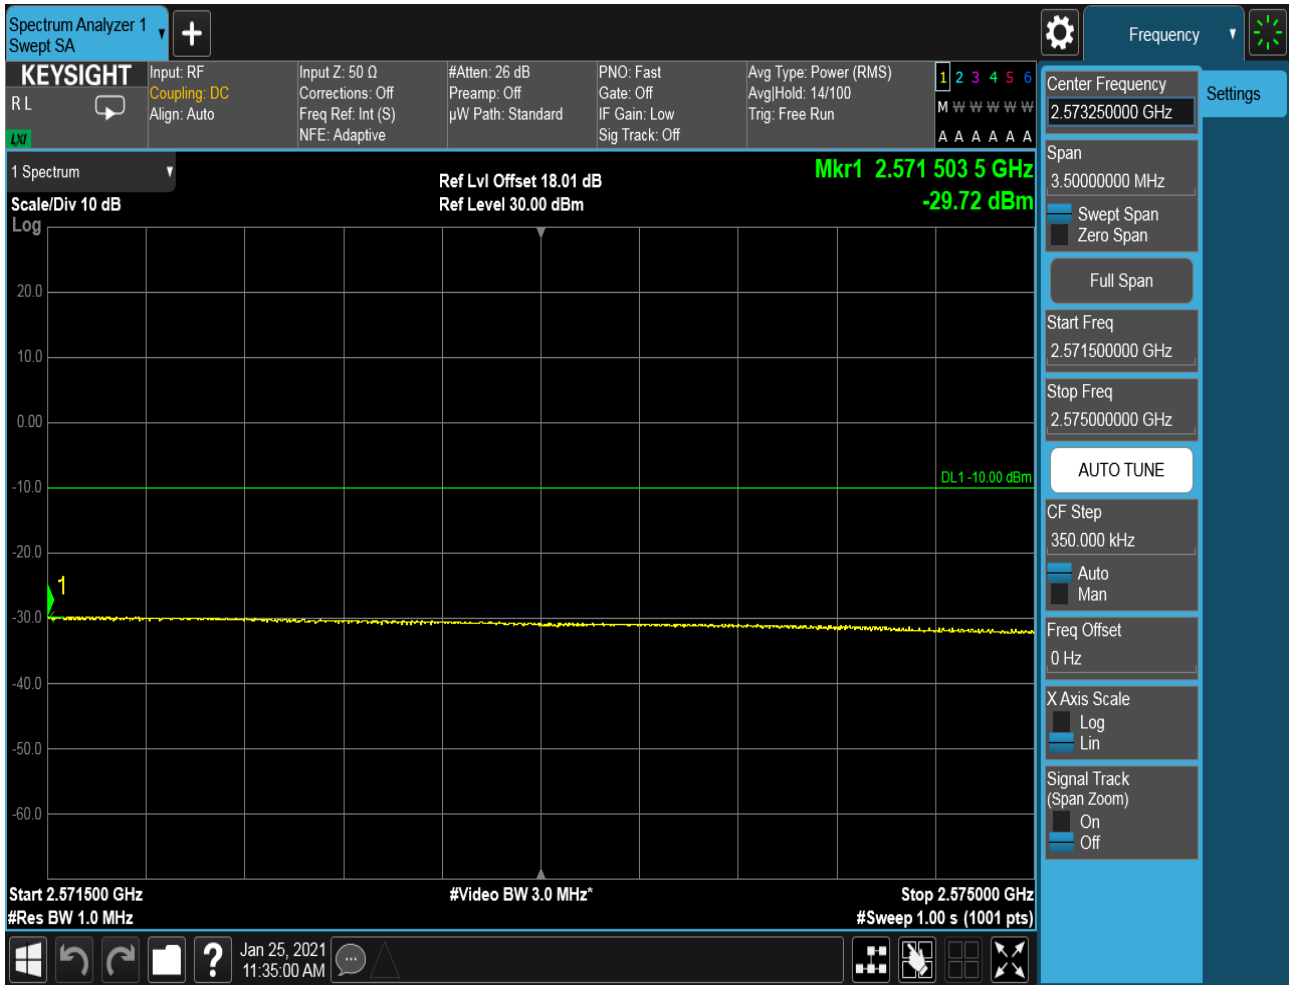 Spectrum Analyzer 1
Swept SA
Frequency
KEYSIGHT
R L
LXI
Input: RF
Coupling: DC
Align: Auto
Input Z: 50 Ω
Corrections: Off
Freq Ref: Int (S)
NFE: Adaptive
#Atten: 26 dB
Preamp: Off
µW Path: Standard
PNO: Fast
Gate: Off
IF Gain: Low
Sig Track: Off
Avg Type: Power (RMS)
Avg|Hold: 14/100
Trig: Free Run
1 2 3 4 5 6
M W W W W W
A A A A A A
1 Spectrum
Scale/Div 10 dB
Log
Ref Lvl Offset 18.01 dB
Ref Level 30.00 dBm
Mkr1 2.571 503 5 GHz
-29.72 dBm
20.0
10.0
0.00
DL1 -10.00 dBm
-10.0
-20.0
1
-30.0
-40.0
-50.0
-60.0
Start 2.571500 GHz
#Res BW 1.0 MHz
#Video BW 3.0 MHz*
Stop 2.575000 GHz
#Sweep 1.00 s (1001 pts)
Jan 25, 2021
11:35:00 AM
Center Frequency
2.573250000 GHz
Settings
Span
3.50000000 MHz
Swept Span
Zero Span
Full Span
Start Freq
2.571500000 GHz
Stop Freq
2.575000000 GHz
AUTO TUNE
CF Step
350.000 kHz
Auto
Man
Freq Offset
0 Hz
X Axis Scale
Log
Lin
Signal Track
(Span Zoom)
On
Off